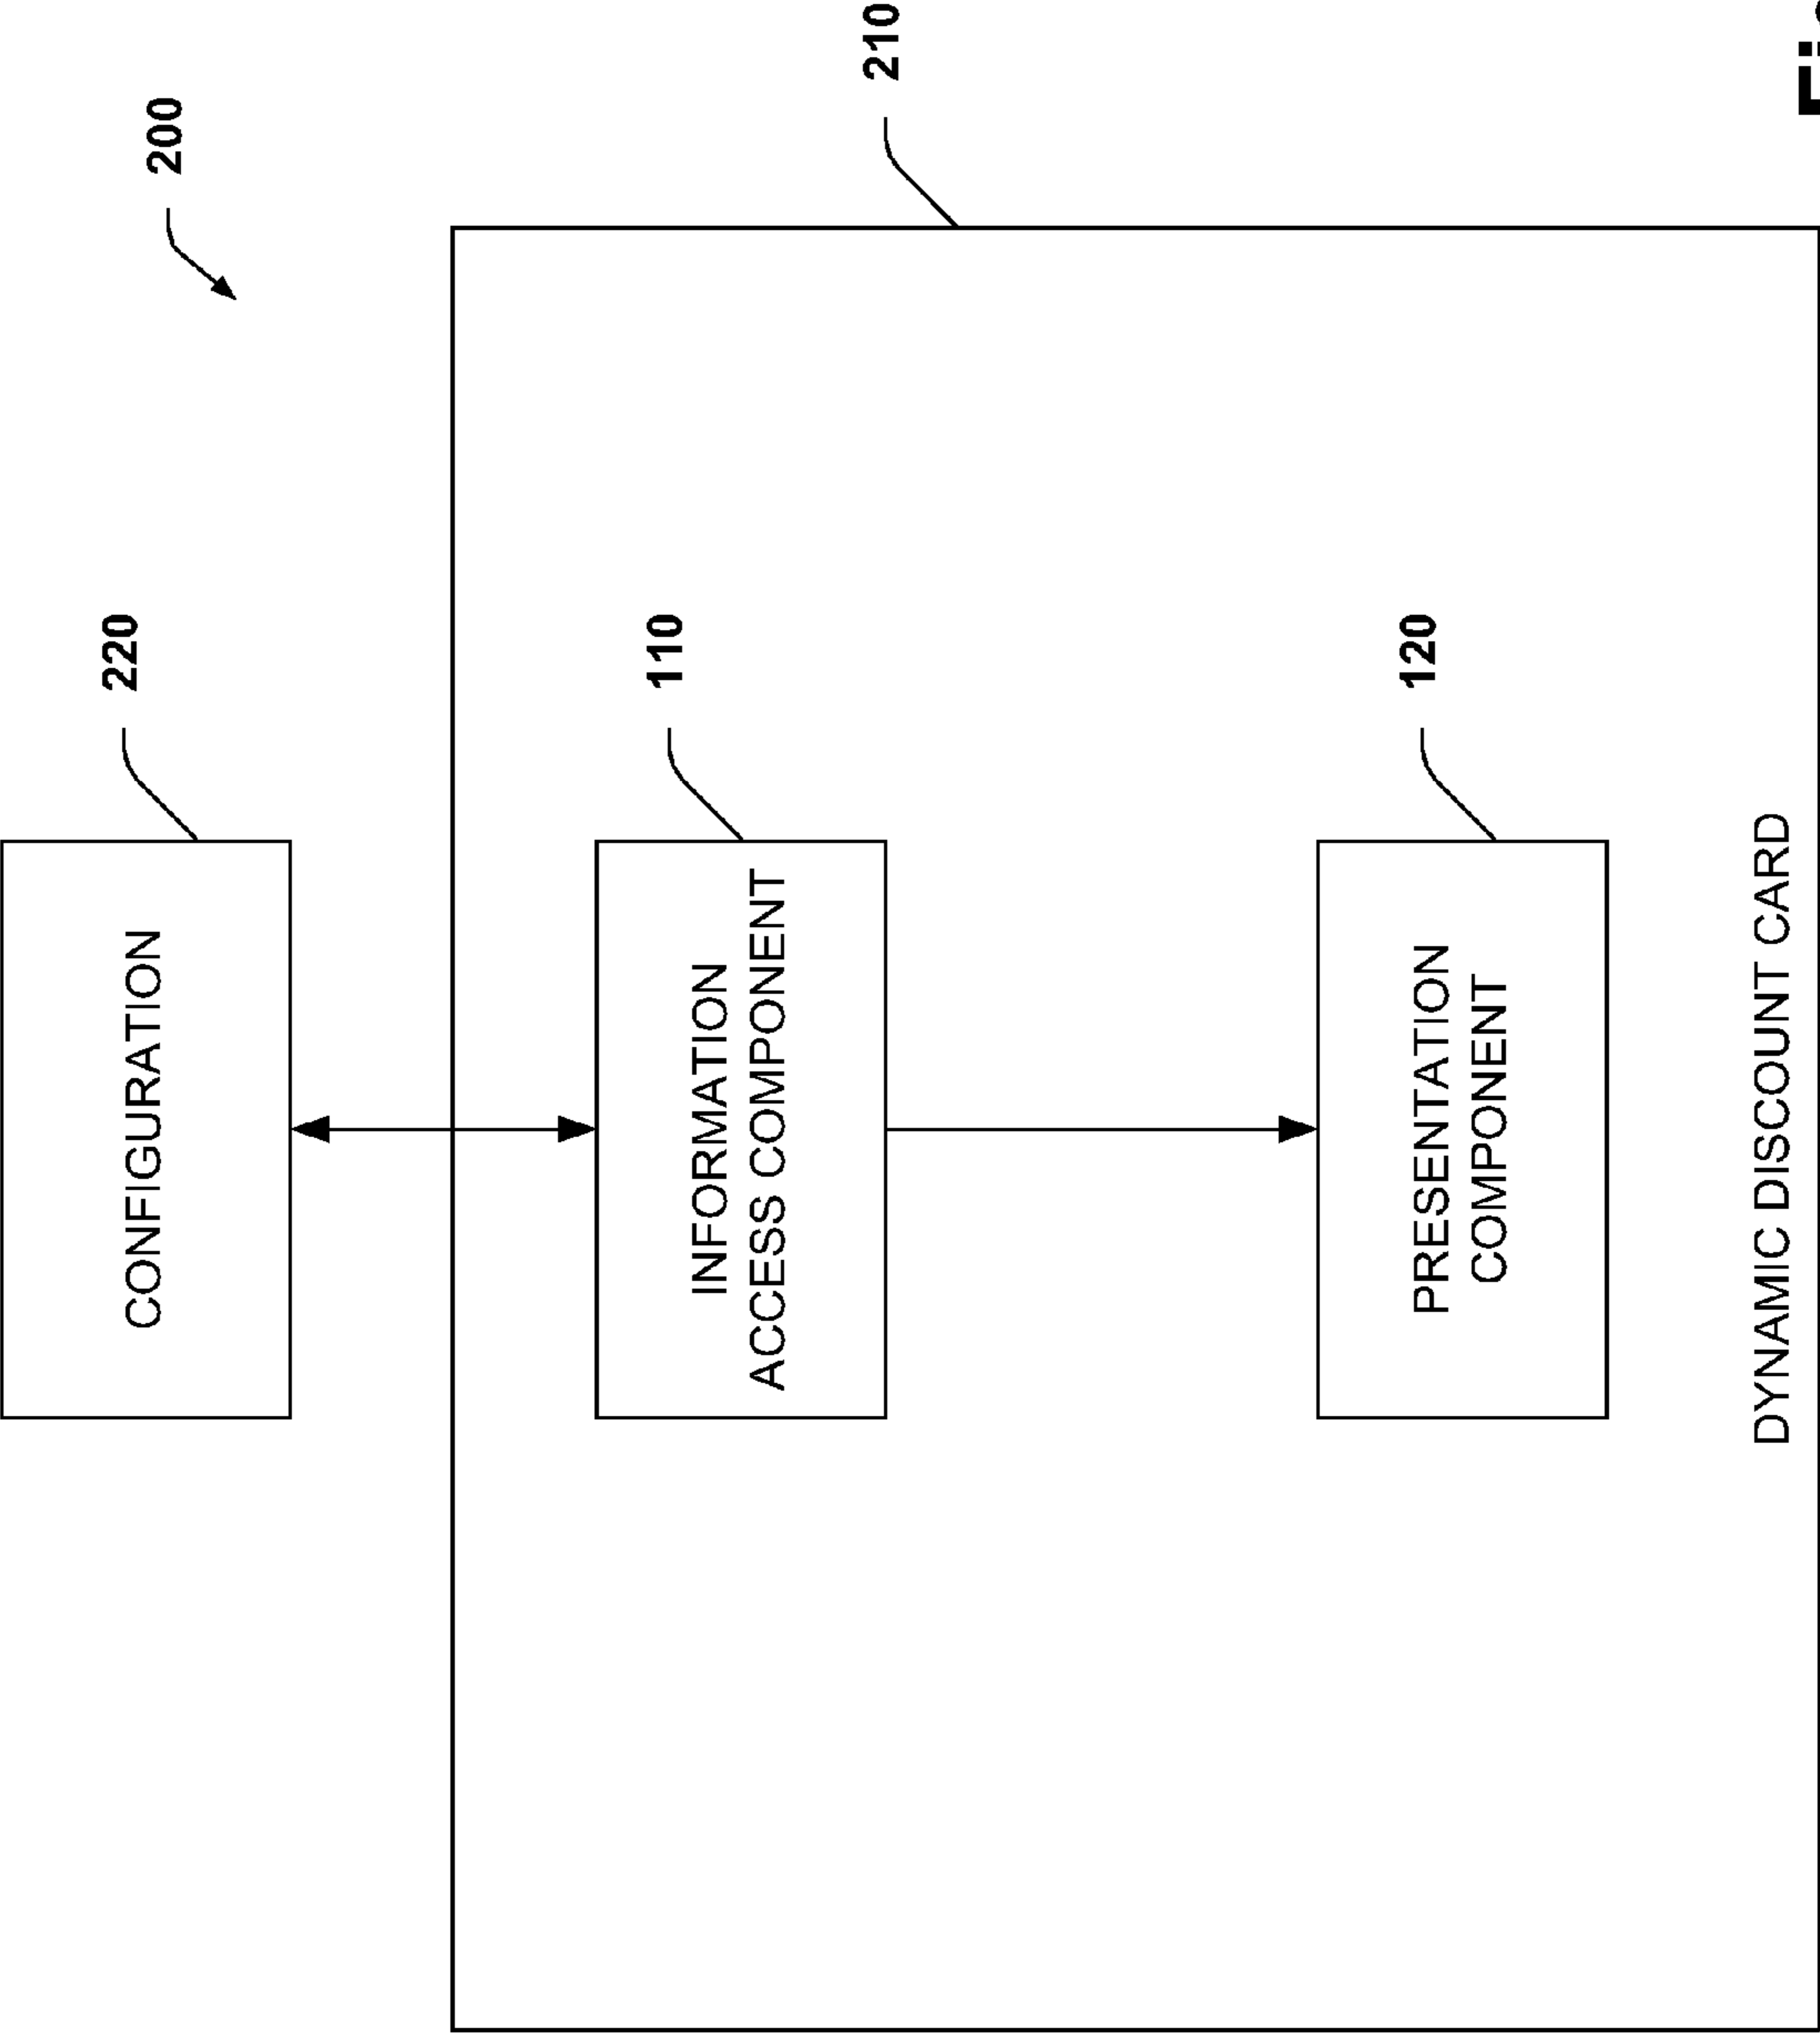 200
220
CONFIGURATION
210
110
INFORMATION
ACCESS COMPONENT
120
PRESENTATION
COMPONENT
DYNAMIC DISCOUNT CARD